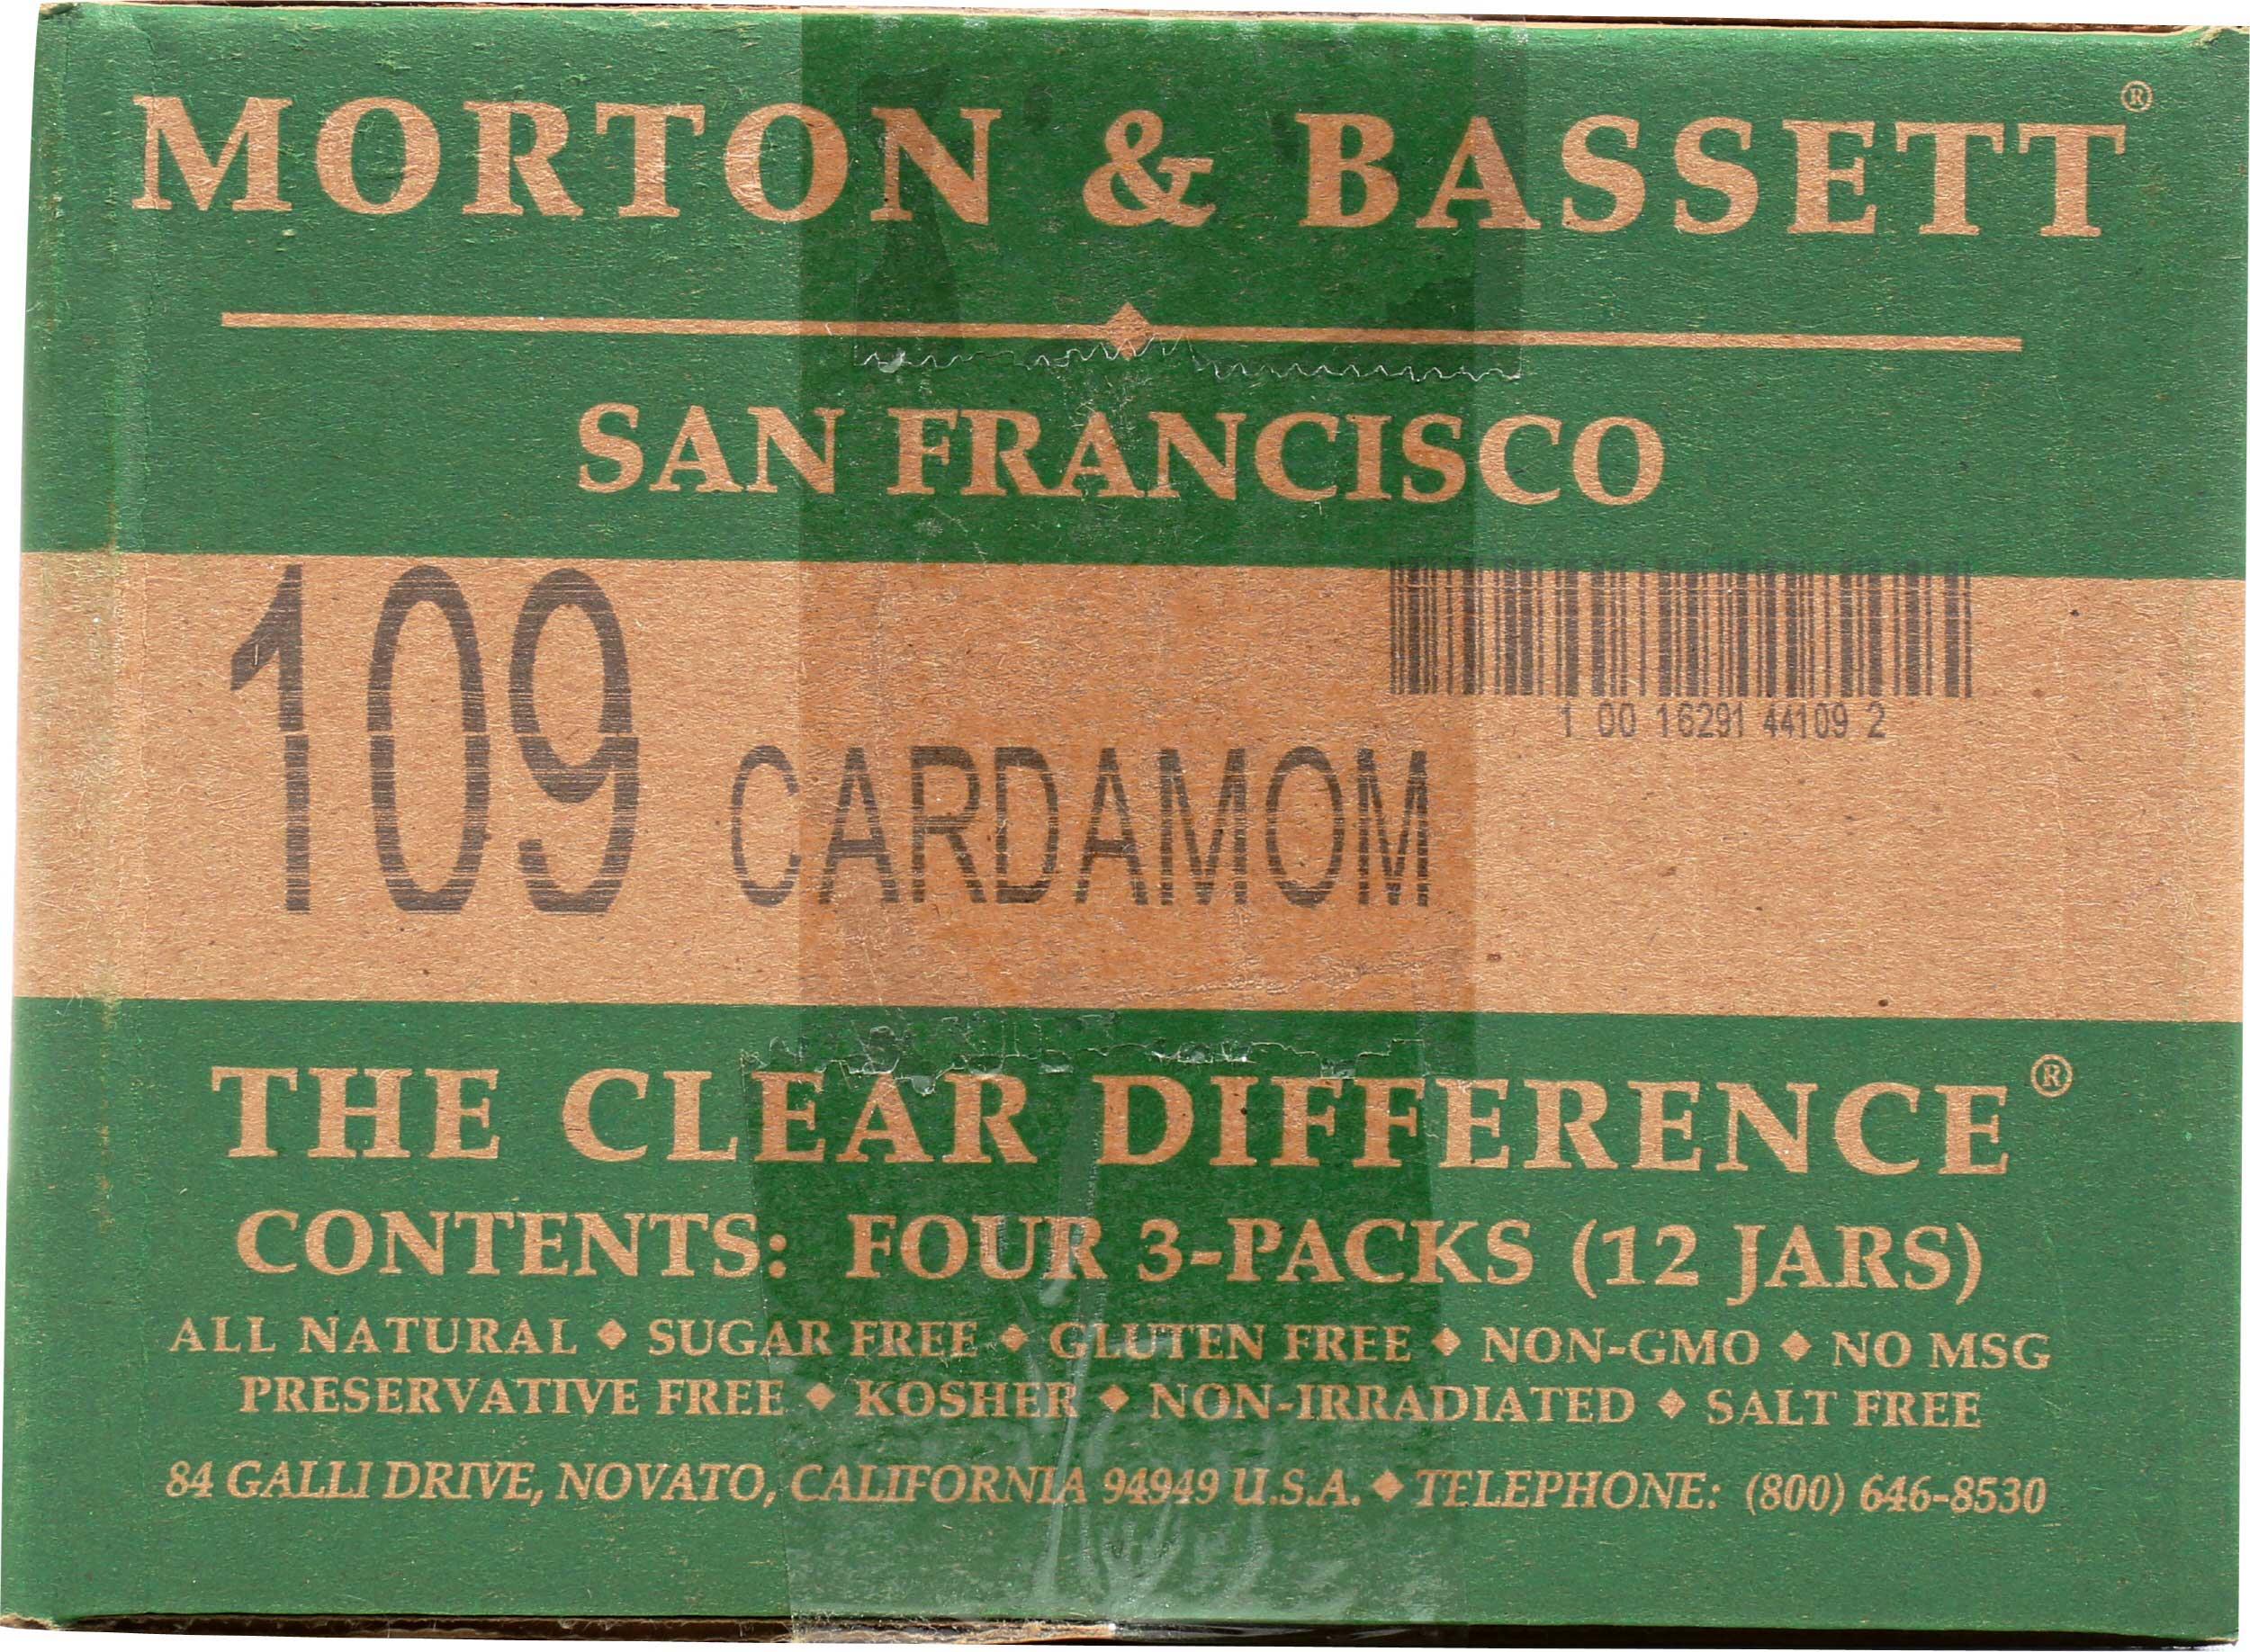 MORTON & BASSETT®
SAN FRANCISCO
109 CARDAMOM
1 00 16291 44109 2
THE CLEAR DIFFERENCE®
CONTENTS: FOUR 3-PACKS (12 JARS)
ALL NATURAL ◆ SUGAR FREE ◆ GLUTEN FREE ◆ NON-GMO ◆ NO MSG
PRESERVATIVE FREE ◆ KOSHER ◆ NON-IRRADIATED ◆ SALT FREE
84 GALLI DRIVE, NOVATO, CALIFORNIA 94949 U.S.A. ◆ TELEPHONE: (800) 646-8530